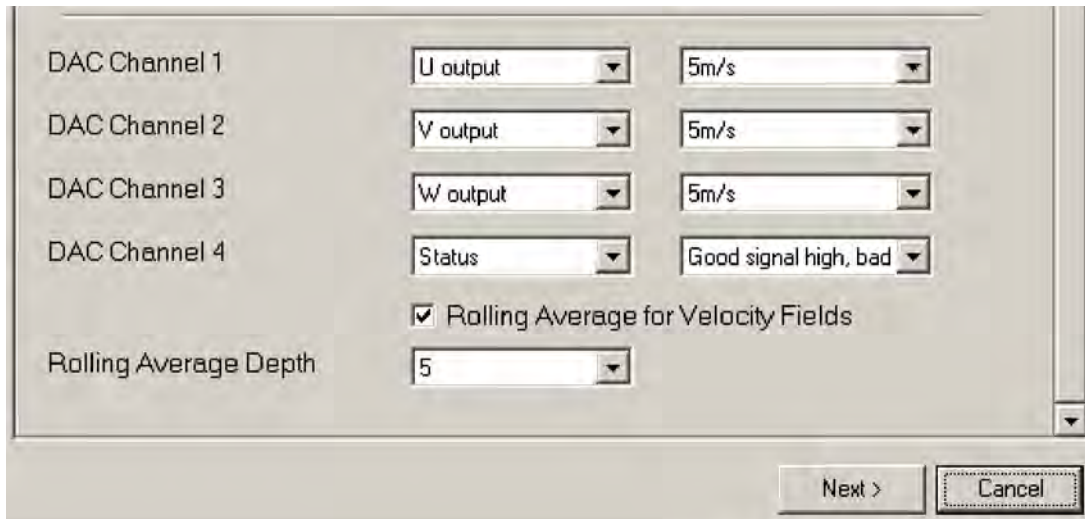 DAC Channel 1 U output 5m/s
DAC Channel 2 V output 5m/s
DAC Channel 3 W output 5m/s
DAC Channel 4 Status Good signal high, bad
Rolling Average for Velocity Fields
Rolling Average Depth 5
Next > Cancel